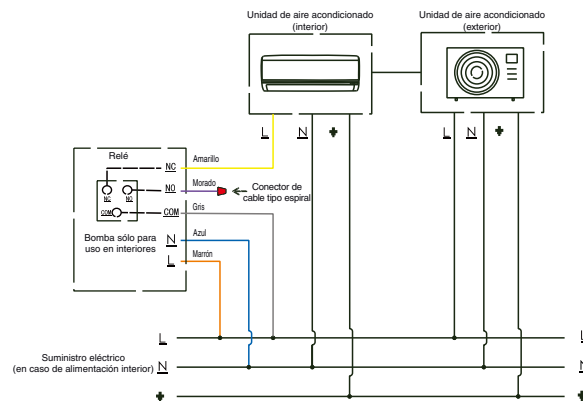 Unidad de aire acondicionado
(interior)
Unidad de aire acondicionado
(exterior)
L N +
L N +
Relé
NC Amarillo
NO Morado
Conector de
cable tipo espiral
COM Gris
NC NO
COM
Bomba sólo para
uso en interiores
N Azul
L Marrón
L L
Suministro eléctrico
(en caso de alimentación interior)
N N
+ +